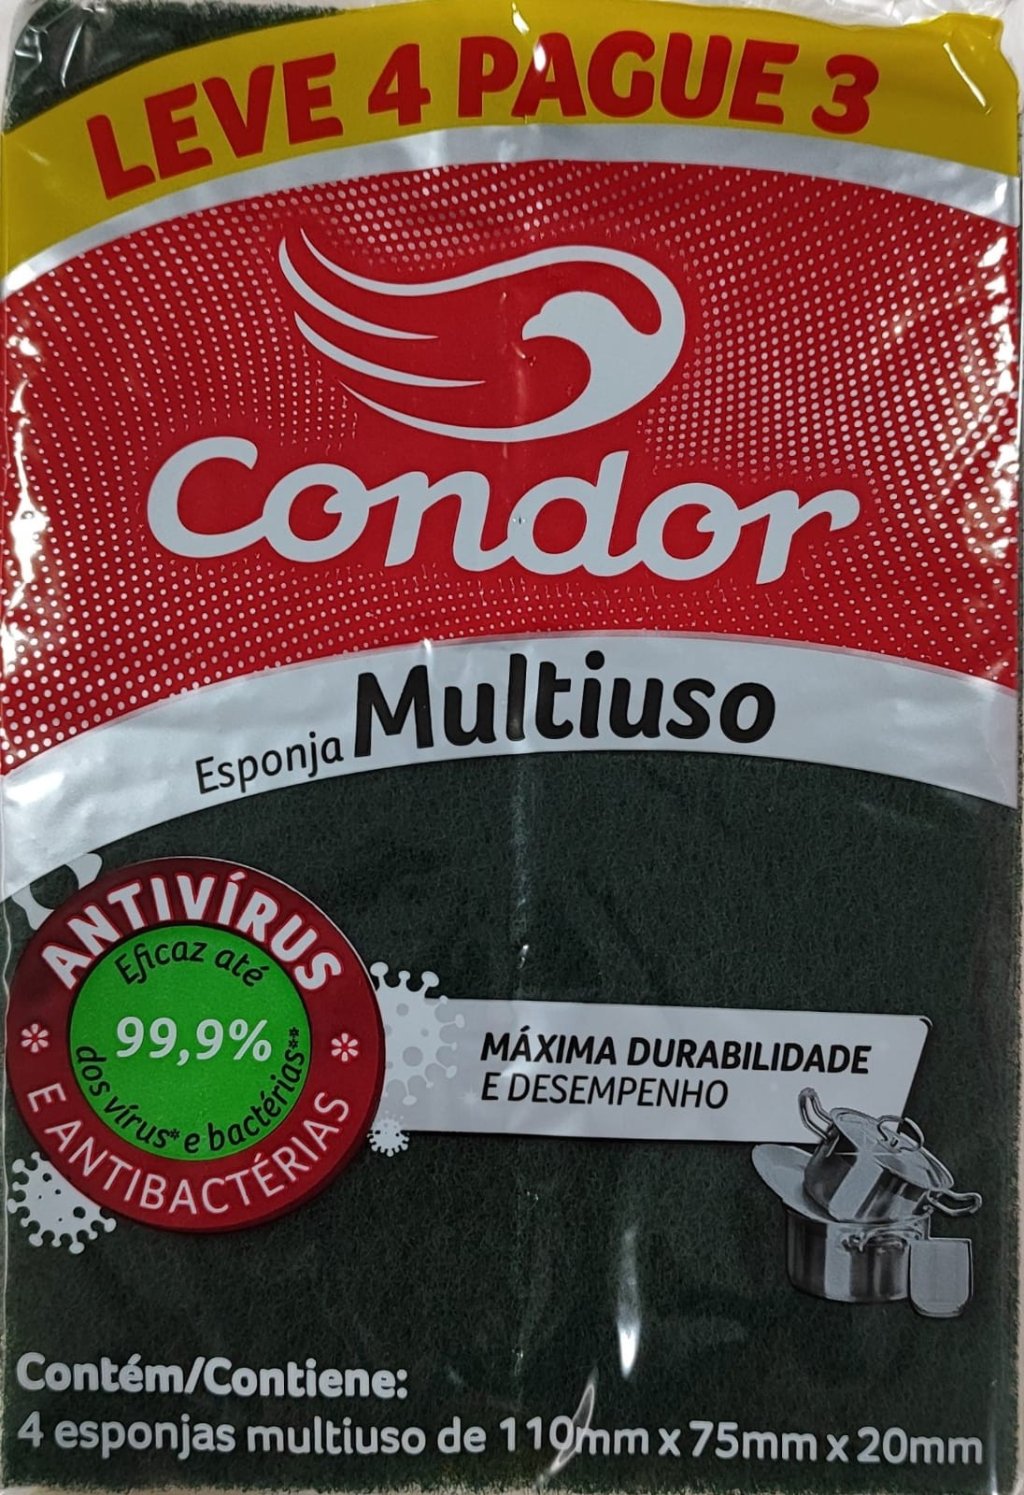 LEVE 4 PAGUE 3
Condor
Esponja Multiuso
ANTIVÍRUS
Eficaz até
99,9%
dos vírus* e bactérias**
E ANTIBACTÉRIAS
MÁXIMA DURABILIDADE
E DESEMPENHO
Contém/Contiene:
4 esponjas multiuso de 110mm x 75mm x 20mm